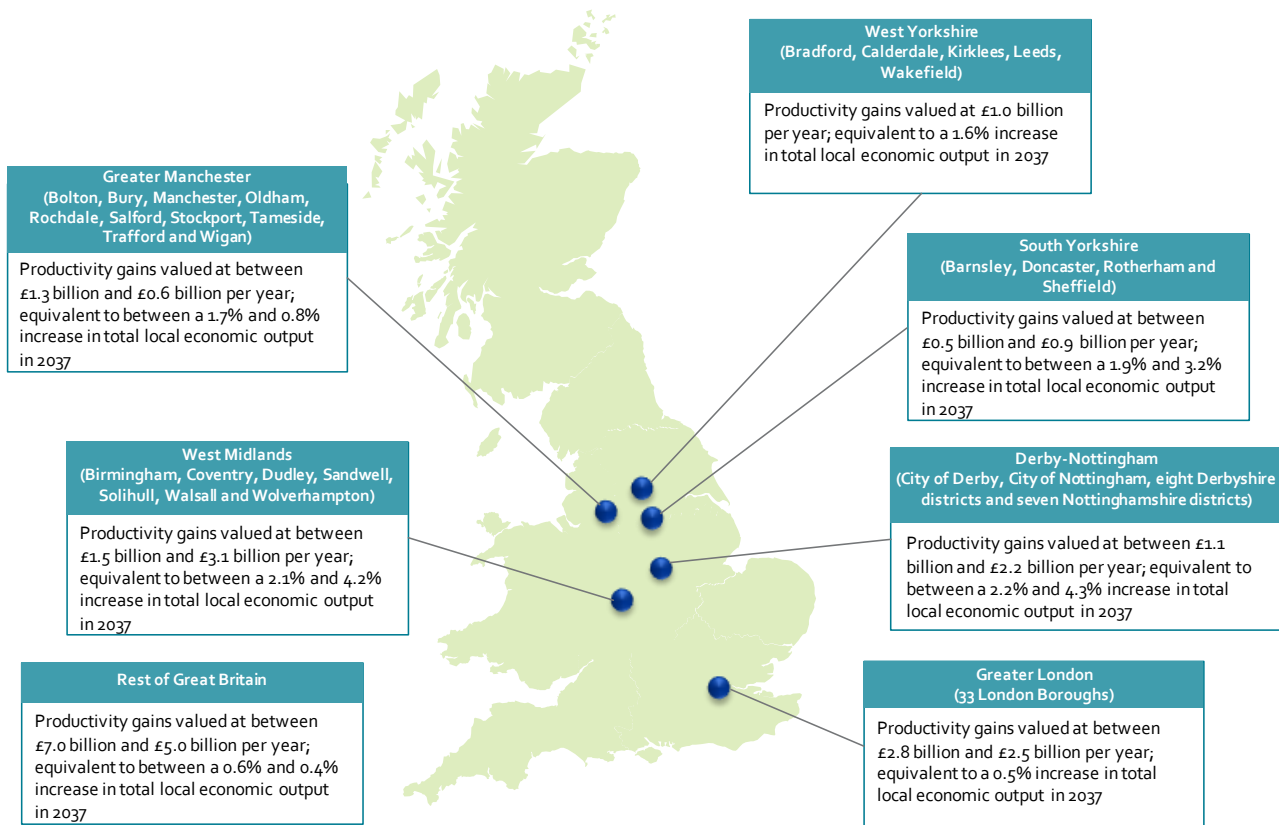 West Yorkshire
(Bradford, Calderdale, Kirklees, Leeds,
Wakefield)
Productivity gains valued at £1.0 billion
per year; equivalent to a 1.6% increase
in total local economic output in 2037
Greater Manchester
(Bolton, Bury, Manchester, Oldham,
Rochdale, Salford, Stockport, Tameside,
Trafford and Wigan)
Productivity gains valued at between
£1.3 billion and £0.6 billion per year;
equivalent to between a 1.7% and 0.8%
increase in total local economic output
in 2037
South Yorkshire
(Barnsley, Doncaster, Rotherham and
Sheffield)
Productivity gains valued at between
£0.5 billion and £0.9 billion per year;
equivalent to between a 1.9% and 3.2%
increase in total local economic output
in 2037
West Midlands
(Birmingham, Coventry, Dudley, Sandwell,
Solihull, Walsall and Wolverhampton)
Productivity gains valued at between
£1.5 billion and £3.1 billion per year;
equivalent to between a 2.1% and 4.2%
increase in total local economic output
in 2037
Derby-Nottingham
(City of Derby, City of Nottingham, eight Derbyshire
districts and seven Nottinghamshire districts)
Productivity gains valued at between £1.1
billion and £2.2 billion per year; equivalent to
between a 2.2% and 4.3% increase in total
local economic output in 2037
Rest of Great Britain
Productivity gains valued at between
£7.0 billion and £5.0 billion per year;
equivalent to between a 0.6% and 0.4%
increase in total local economic output
in 2037
Greater London
(33 London Boroughs)
Productivity gains valued at between
£2.8 billion and £2.5 billion per year;
equivalent to a 0.5% increase in total
local economic output in 2037